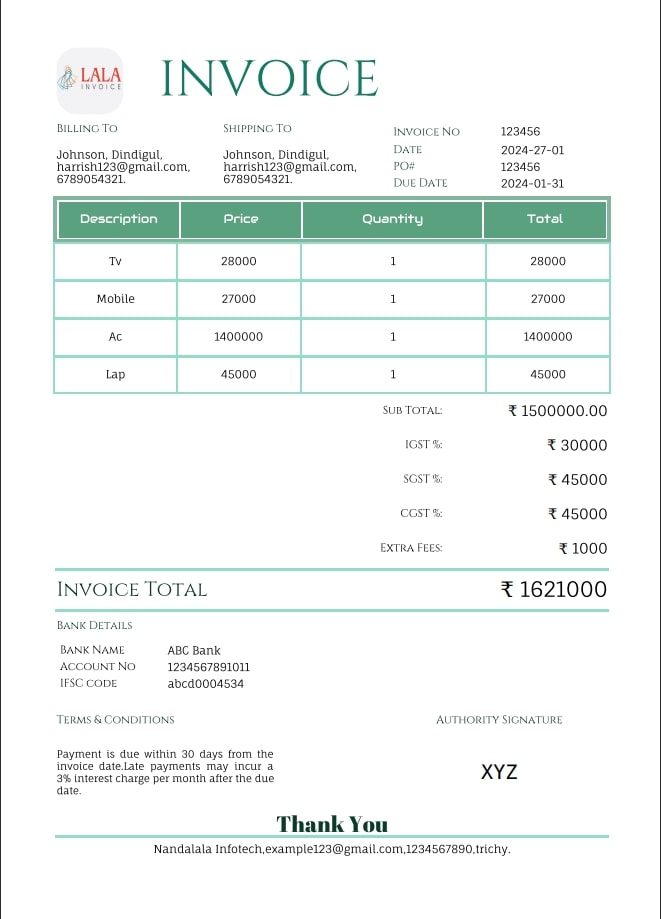 LALA
INVOICE
INVOICE
Billing To
Shipping To
Johnson, Dindigul,
harrish123@gmail.com,
6789054321.
Johnson, Dindigul,
harrish123@gmail.com,
6789054321.
Invoice No 123456
Date 2024-27-01
PO# 123456
Due Date 2024-01-31
Description Price Quantity Total
Tv 28000 1 28000
Mobile 27000 1 27000
Ac 1400000 1 1400000
Lap 45000 1 45000
Sub Total: ₹ 1500000.00
IGST %: ₹ 30000
SGST %: ₹ 45000
CGST %: ₹ 45000
Extra Fees: ₹ 1000
Invoice Total ₹ 1621000
Bank Details
Bank Name ABC Bank
Account No 1234567891011
IFSC code abcd0004534
Terms & Conditions
Authority Signature
Payment is due within 30 days from the
invoice date.Late payments may incur a
3% interest charge per month after the due
date.
XYZ
Thank You
Nandalala Infotech,example123@gmail.com,1234567890,trichy.